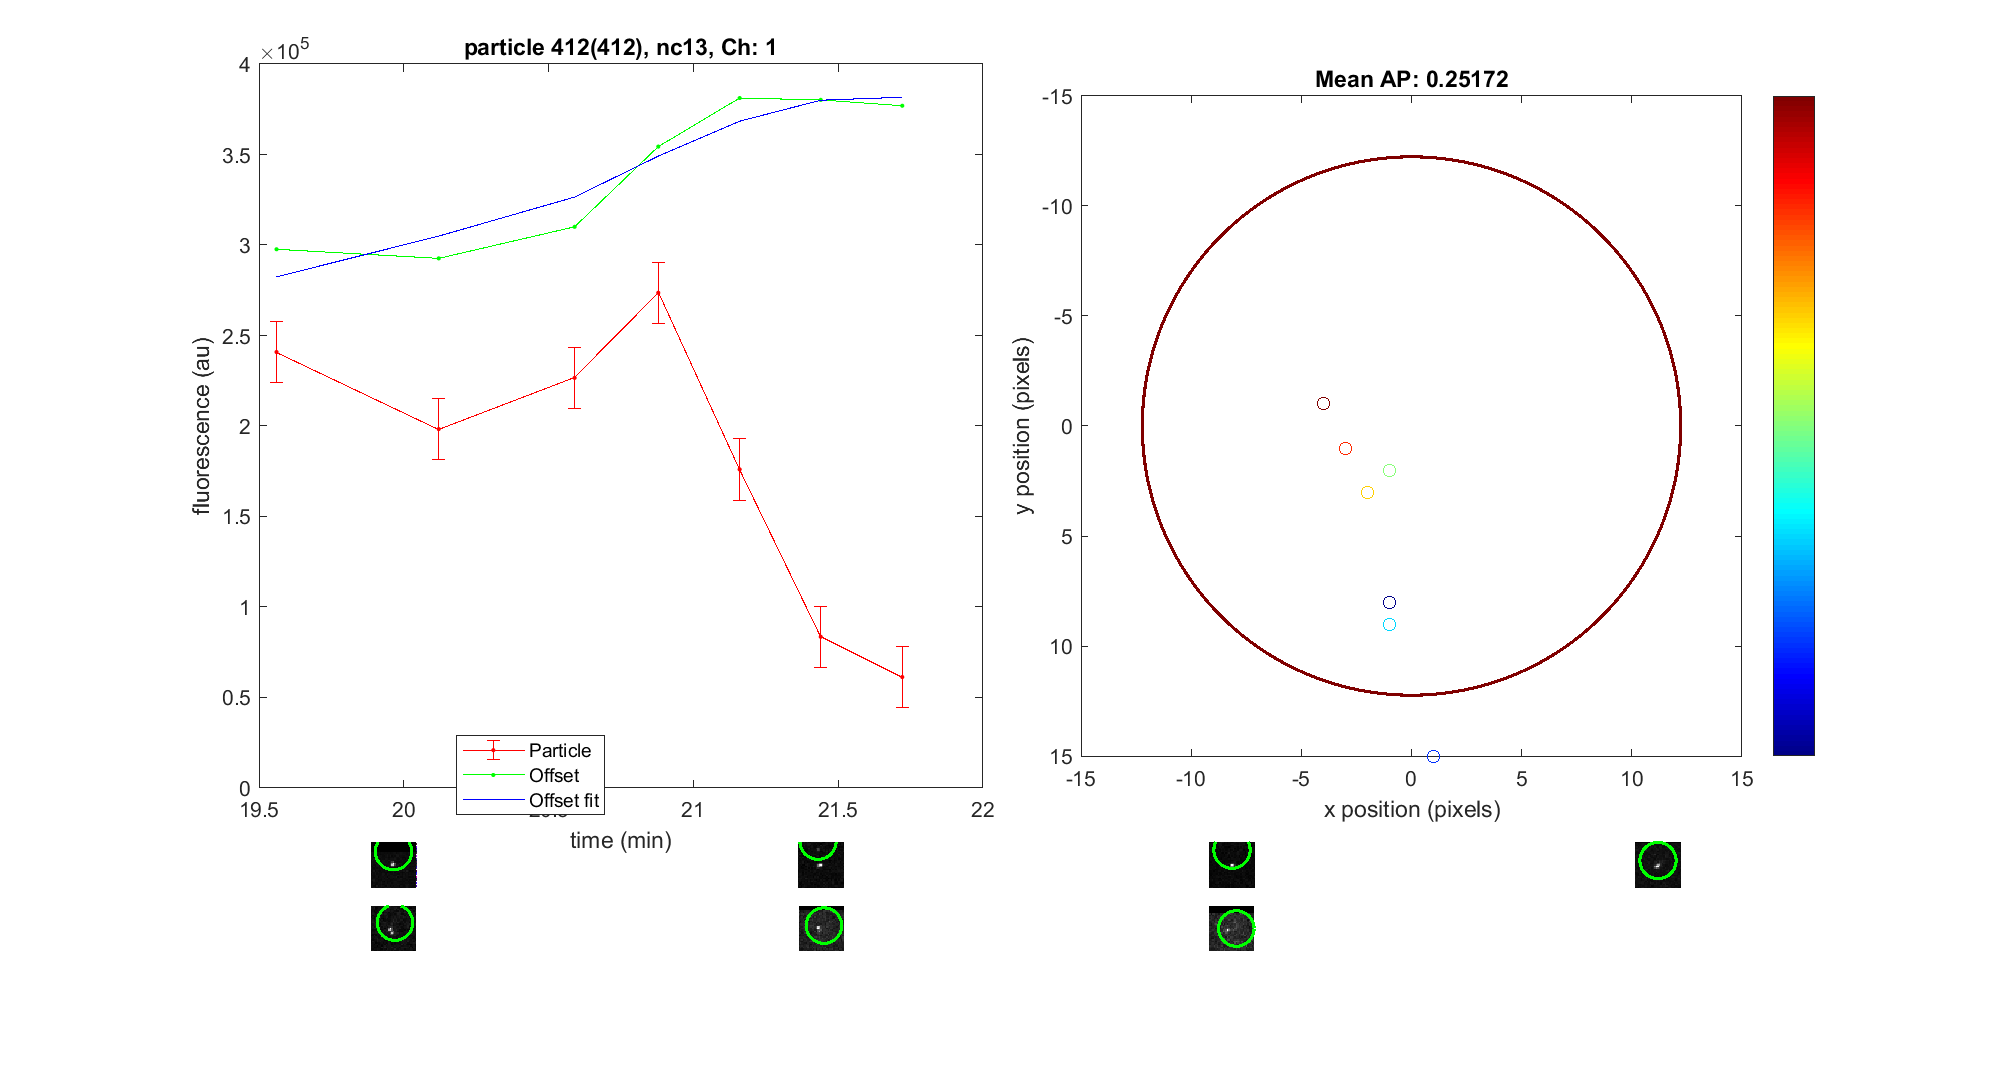 particle 412(412), nc13, Ch: 1
×10^5
4
3.5
3
2.5
2
1.5
1
0.5
0
fluorescence (au)
19.5 20 21 21.5 22
time (min)
Particle
Offset
Offset fit
Mean AP: 0.25172
-15
-10
-5
0
5
10
15
y position (pixels)
-15 -10 -5 0 5 10 15
x position (pixels)